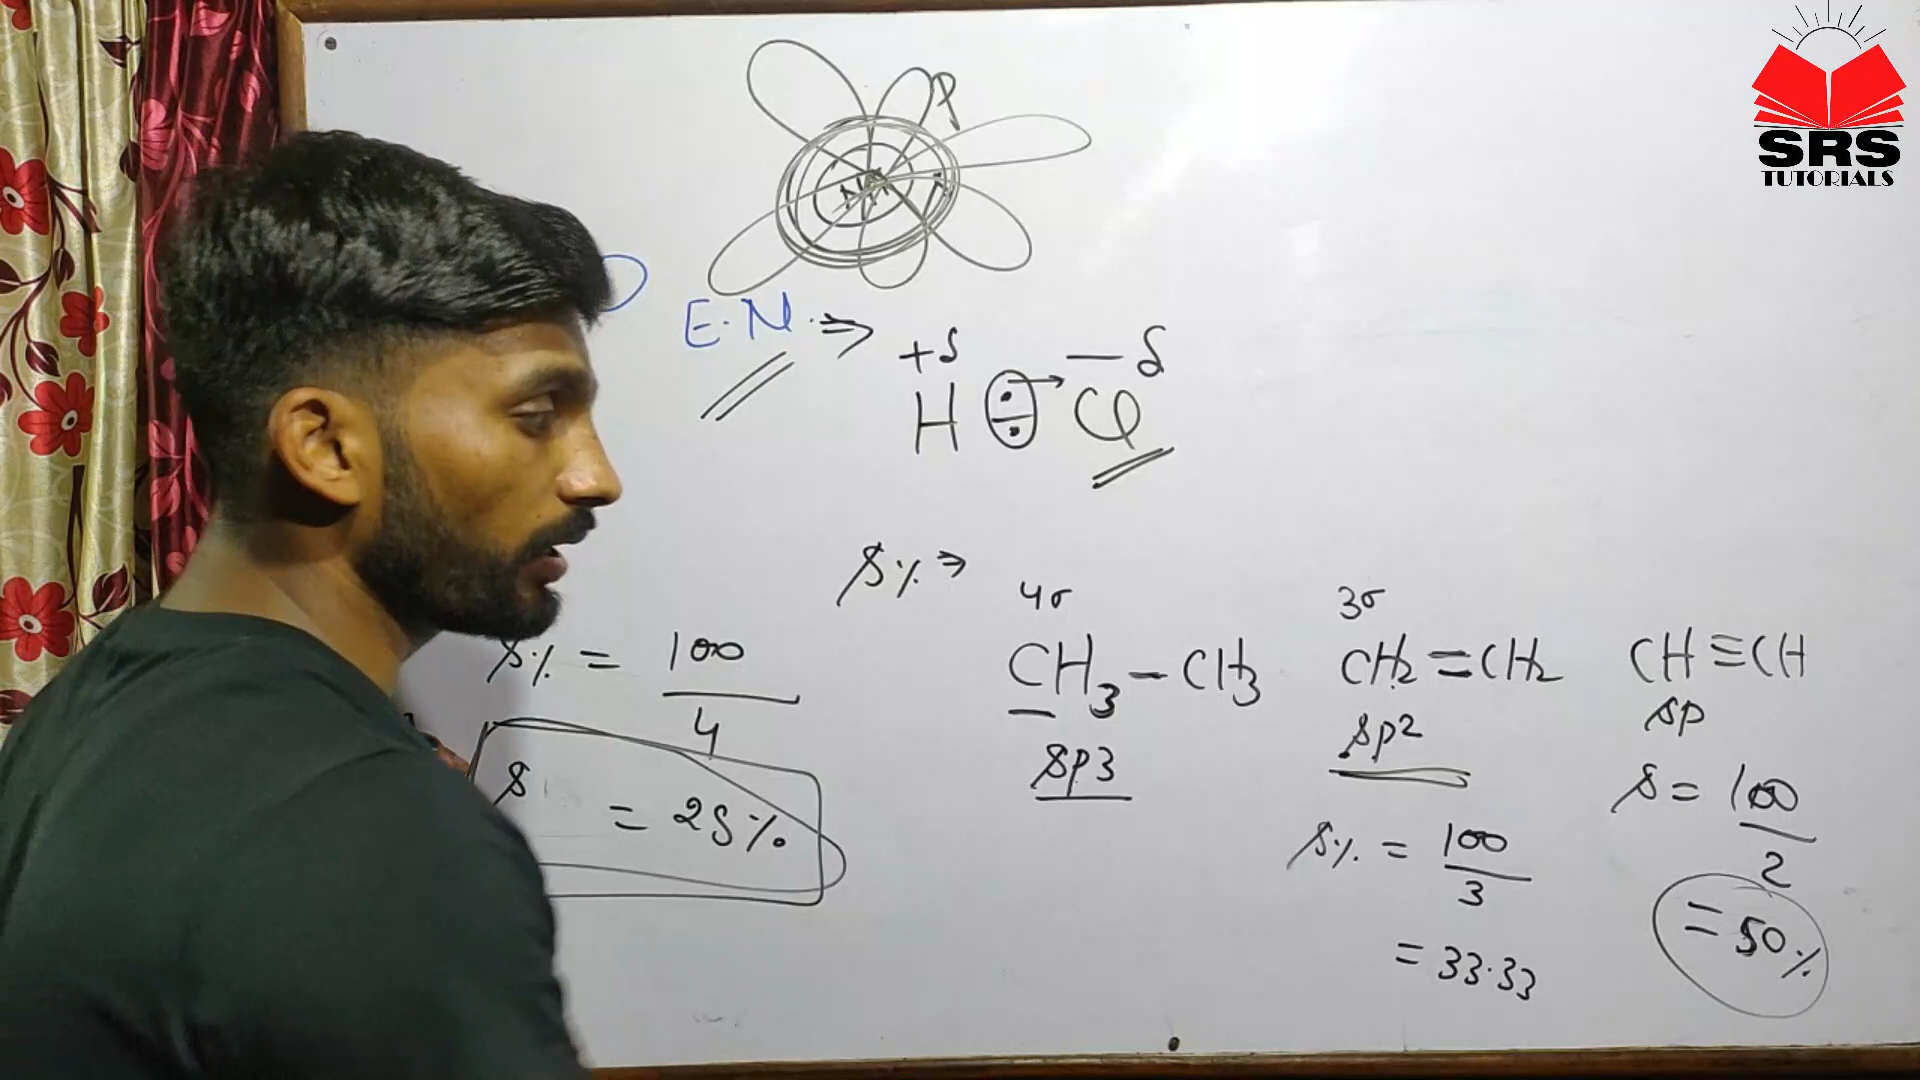 SRS
TUTORIALS
E.N. ⇒
+δ −δ
H : → Cl
S% ⇒
4σ 3σ
CH3 − CH3 CH2 = CH2 CH ≡ CH
sp3 sp2 sp
S% = 100/4
S = 25%
S% = 100/3
= 33.33
S = 100/2
= 50%